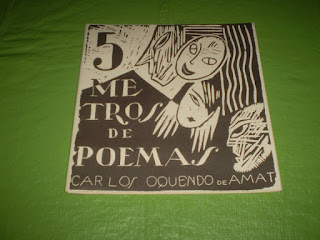 5
ME
TROS
DE
POEMAS
CARLOS OQUENDO DE AMAT